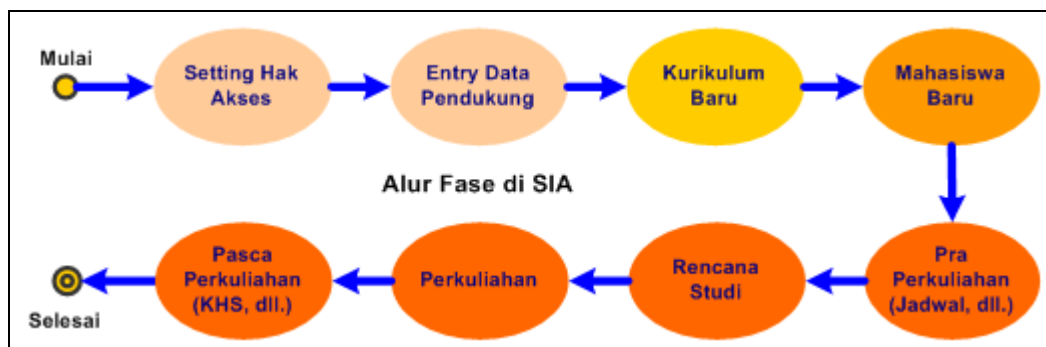 Mulai
Setting Hak
Akses
Entry Data
Pendukung
Kurikulum
Baru
Mahasiswa
Baru
Alur Fase di SIA
Pra
Perkuliahan
(Jadwal, dll.)
Rencana
Studi
Perkuliahan
Pasca
Perkuliahan
(KHS, dll.)
Selesai